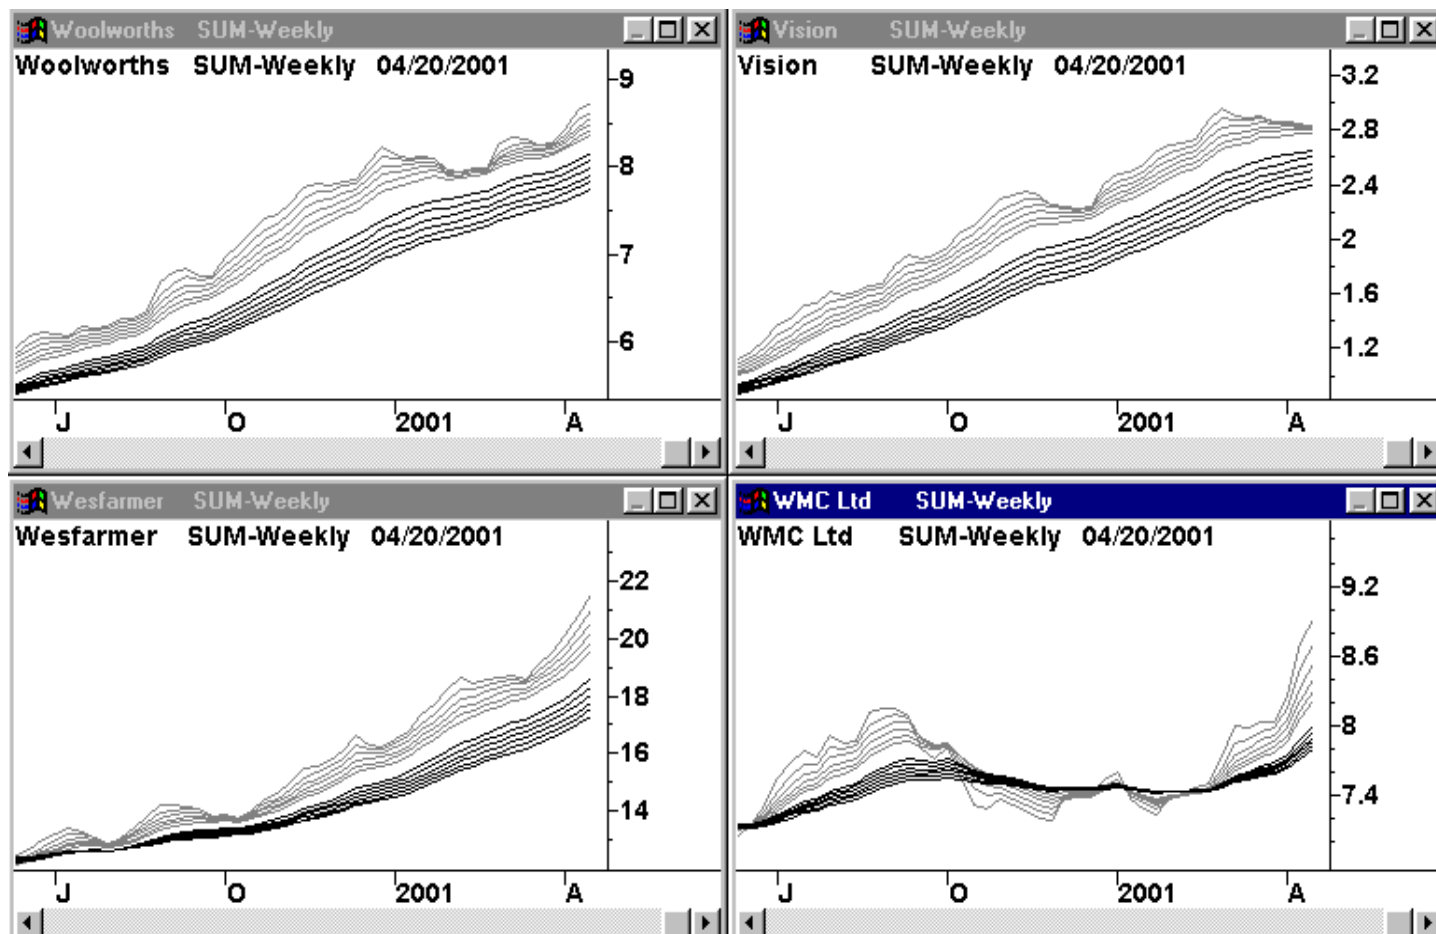 Woolworths SUM-Weekly
Woolworths SUM-Weekly 04/20/2001
9
8
7
6
J O 2001 A
Vision SUM-Weekly
Vision SUM-Weekly 04/20/2001
3.2
2.8
2.4
2
1.6
1.2
J O 2001 A
Wesfarmer SUM-Weekly
Wesfarmer SUM-Weekly 04/20/2001
22
20
18
16
14
J O 2001 A
WMC Ltd SUM-Weekly
WMC Ltd SUM-Weekly 04/20/2001
9.2
8.6
8
7.4
J O 2001 A